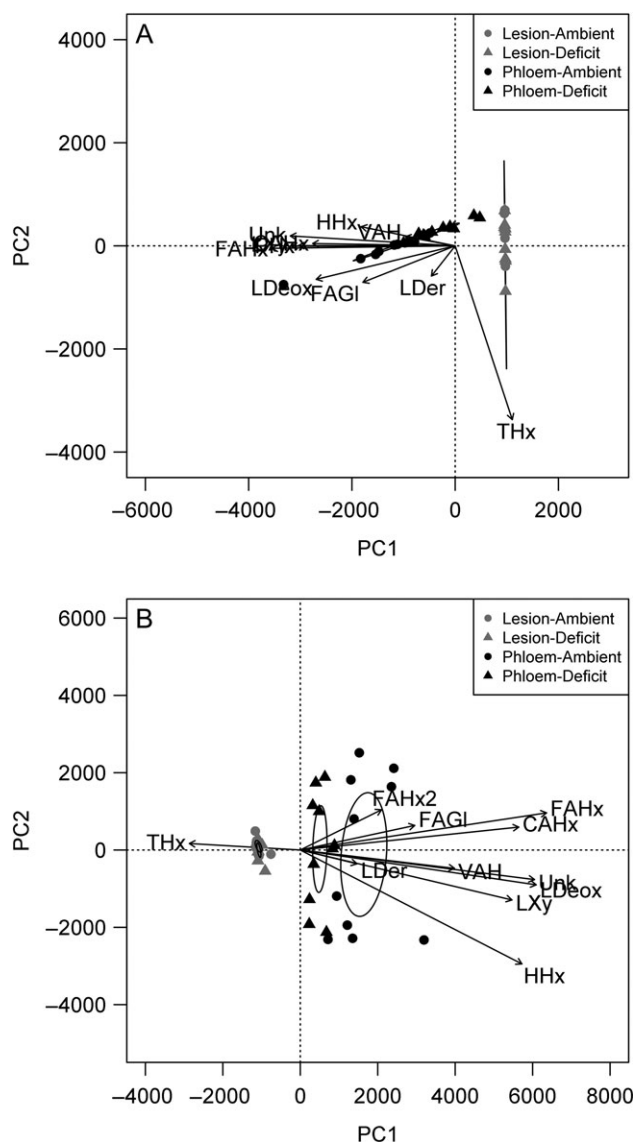 A
Lesion-Ambient
Lesion-Deficit
Phloem-Ambient
Phloem-Deficit
4000
2000
0
−2000
−4000
PC2
HHx
Unk
VAH
FAHx
LDeox
FAGl
LDer
THx
−6000 −4000 −2000 0 2000
PC1
B
Lesion-Ambient
Lesion-Deficit
Phloem-Ambient
Phloem-Deficit
6000
4000
2000
0
−2000
−4000
PC2
FAHx2
FAGl
FAHx
CAHx
THx
LDer
VAH
Unk
LDeox
LXy
HHx
−4000 −2000 0 2000 4000 6000 8000
PC1